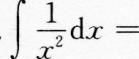 . ∫ 1/x² dx =